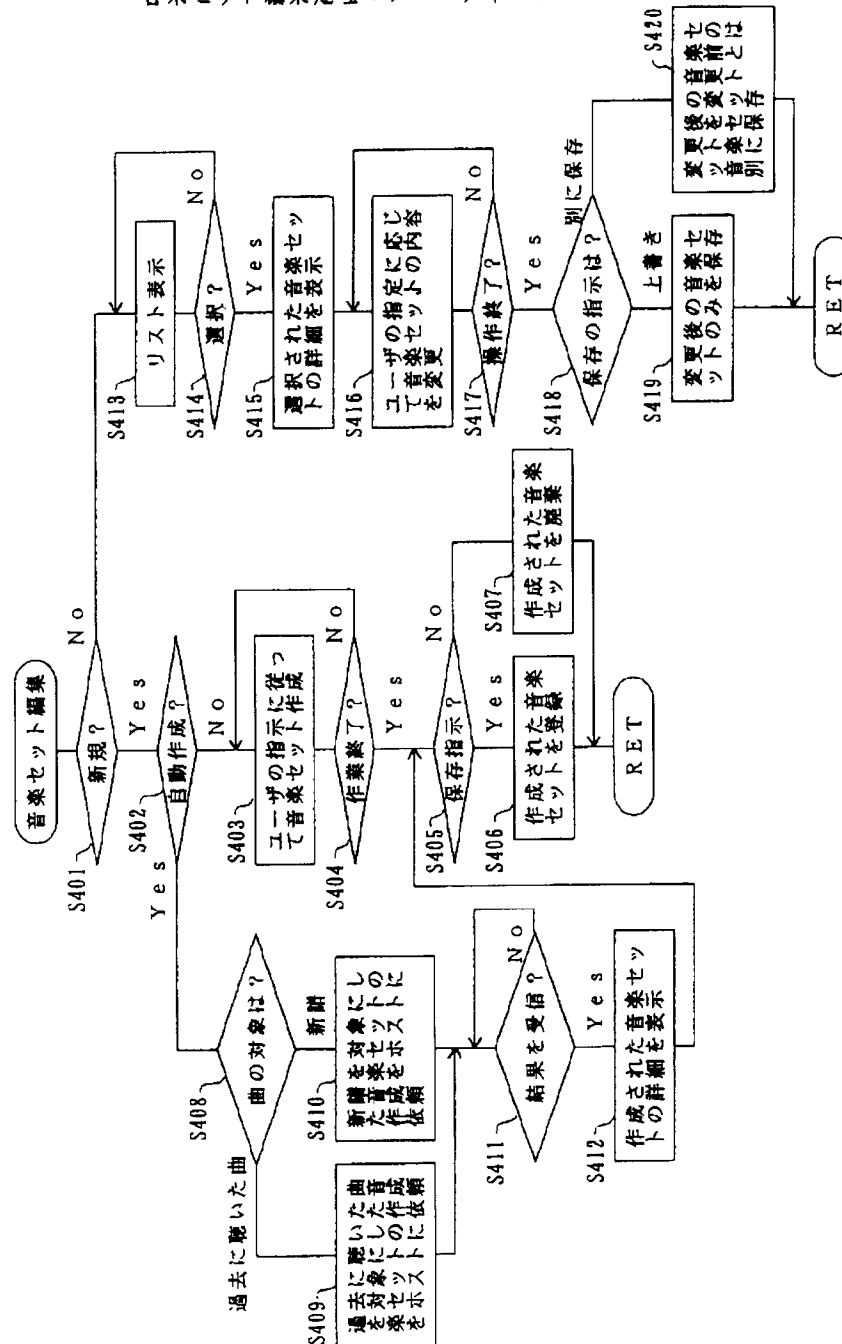 音楽セット編集
S401
新規?
No
Yes
S402
自動作成?
Yes
No
S403
ユーザの指示に従っ
て音楽セット作成
S404
作業終了?
No
Yes
S405
保存指示?
No
Yes
S406
作成された音楽
セットを登録
S407
作成された音楽
セットを廃棄
RET
S408
曲の対象は?
過去に聴いた曲
新譜
S409
過去に聴いた曲
を対象にした音
楽セットの作成
をホストに依頼
S410
新譜を対象にし
た音楽セットの
作成をホストに
依頼
S411
結果を受信?
No
Yes
S412
作成された音楽セッ
トの詳細を表示
S413
リスト表示
S414
選択?
No
Yes
S415
選択された音楽セッ
トの詳細を表示
S416
ユーザの指定に応じ
て音楽セットの内容
を変更
S417
操作終了?
No
Yes
S418
保存の指示は?
別に保存
上書き
S419
変更後の音楽セ
ットのみを保存
S420
変更後の音楽セ
ットを変更前の
音楽セットとは
別に保存
RET